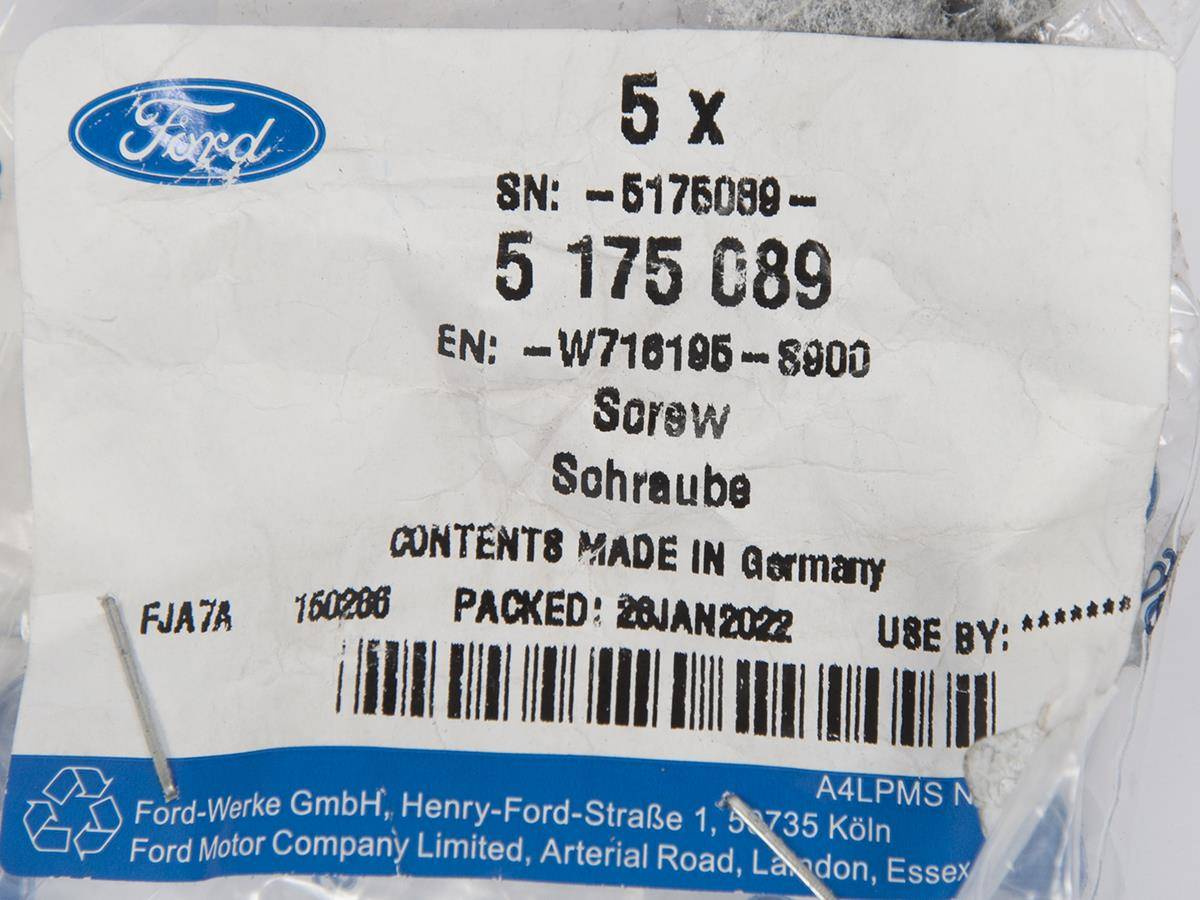 Ford
5 x
SN: -5175089-
5 175 089
EN: -W716195-S900
Screw
Schraube
CONTENTS MADE IN Germany
FJA7A 150286 PACKED: 26JAN2022 USE BY: *******
A4LPMS N
Ford-Werke GmbH, Henry-Ford-Straße 1, 50735 Köln
Ford Motor Company Limited, Arterial Road, Laindon, Essex